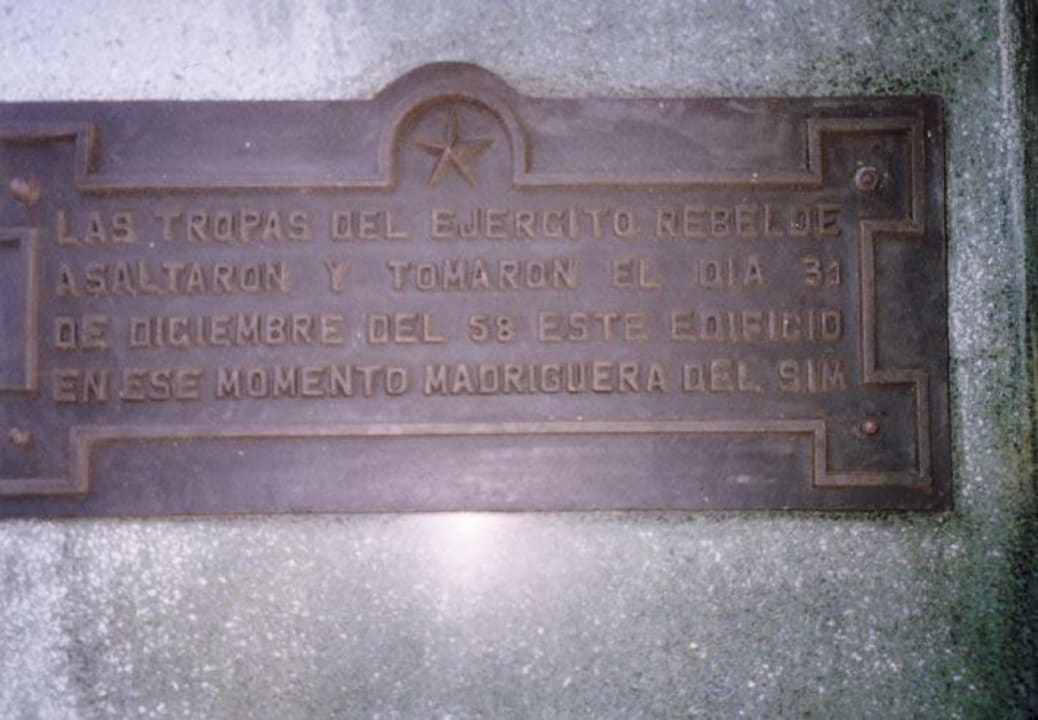 LAS TROPAS DEL EJERCITO REBELDE
ASALTARON Y TOMARON EL DIA 31
DE DICIEMBRE DEL 58 ESTE EDIFICIO
EN ESE MOMENTO MADRIGUERA DEL SIM